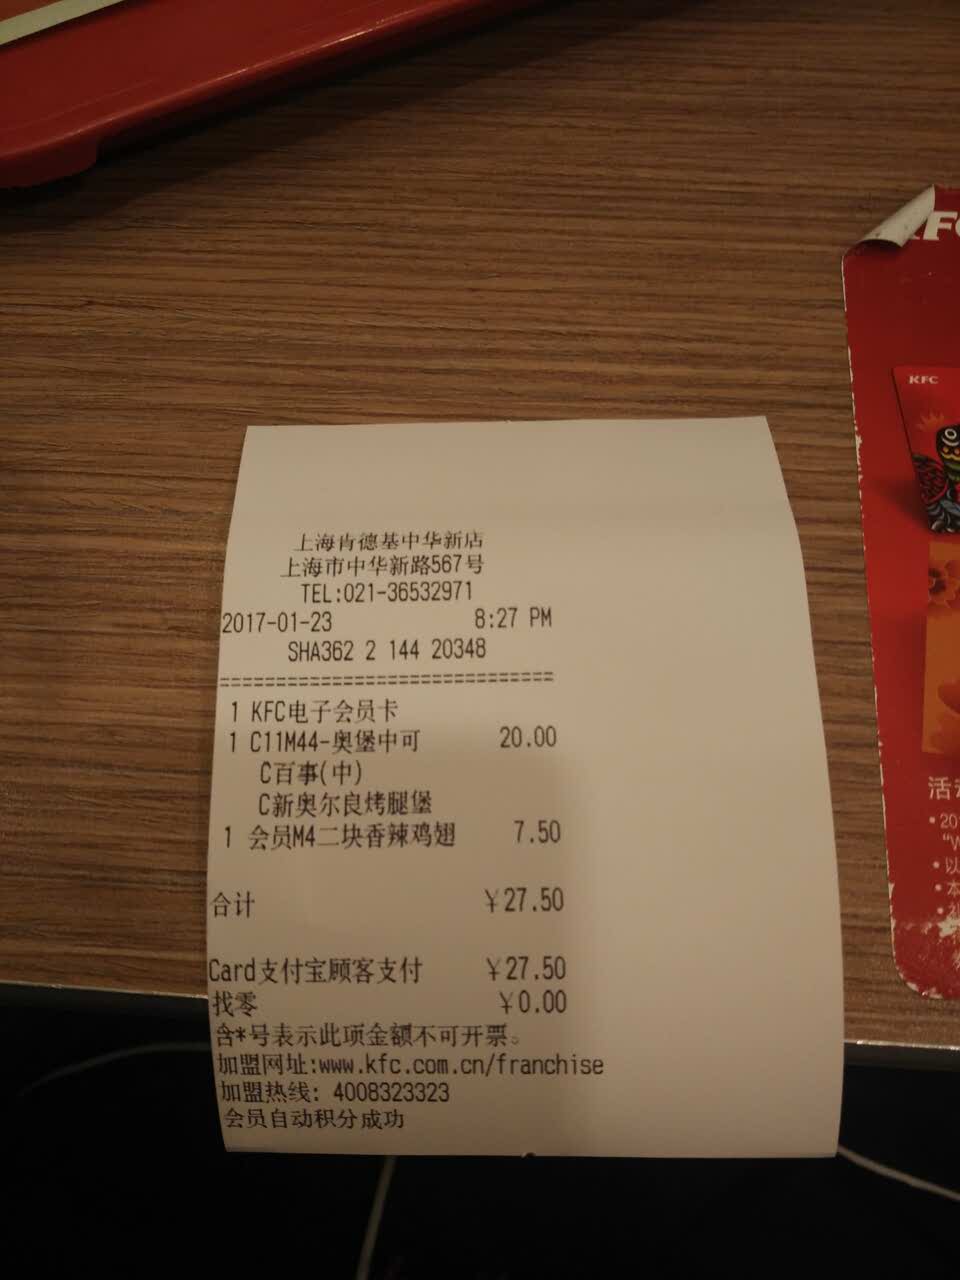 上海肯德基中华新店
上海市中华新路567号
TEL:021-36532971
2017-01-23 8:27 PM
SHA362 2 144 20348
==============================
1 KFC电子会员卡
1 C11M44-奥堡中可 20.00
C百事(中)
C新奥尔良烤腿堡
1 会员M4二块香辣鸡翅 7.50
合计 ￥27.50
Card支付宝顾客支付 ￥27.50
找零 ￥0.00
含*号表示此项金额不可开票。
加盟网址:www.kfc.com.cn/franchise
加盟热线: 4008323323
会员自动积分成功
KFC
活
•20
"W
•以
•本